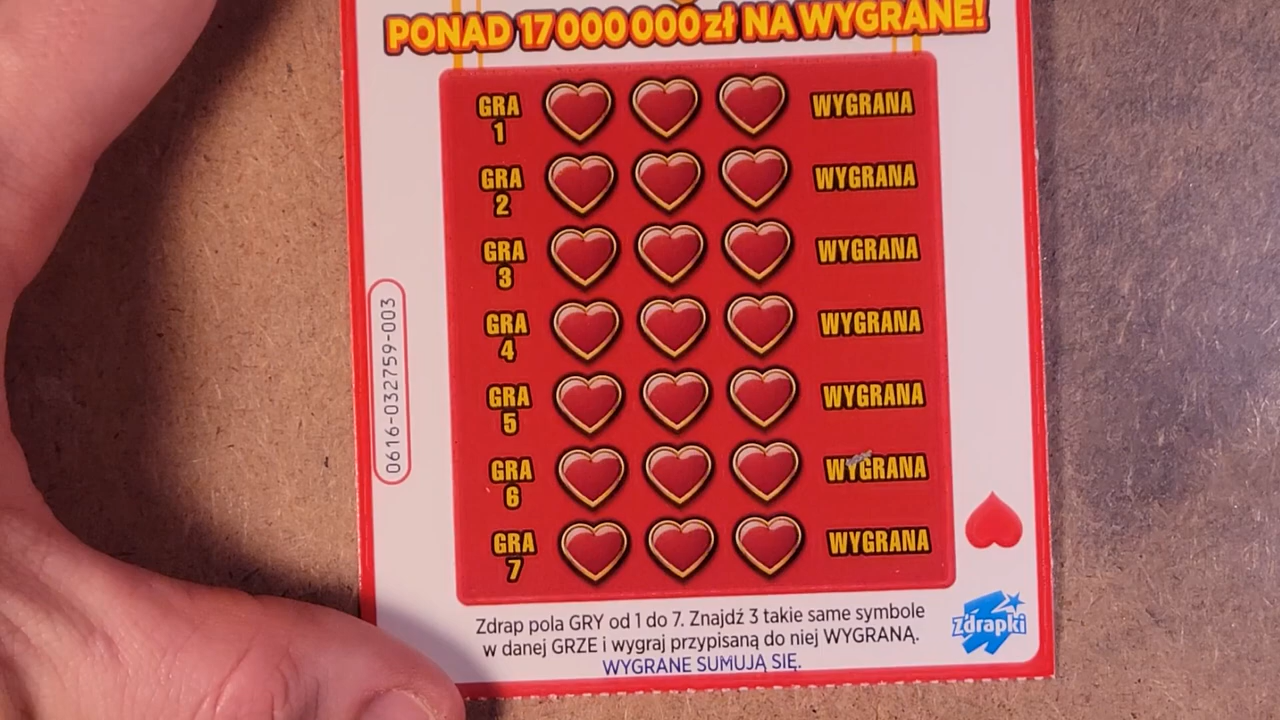 PONAD 17 000 000 zł NA WYGRANE!
GRA 1 WYGRANA
GRA 2 WYGRANA
GRA 3 WYGRANA
GRA 4 WYGRANA
GRA 5 WYGRANA
GRA 6 WYGRANA
GRA 7 WYGRANA
0616-032759-003
Zdrap pola GRY od 1 do 7. Znajdź 3 takie same symbole
w danej GRZE i wygraj przypisaną do niej WYGRANĄ.
WYGRANE SUMUJĄ SIĘ.
Zdrapki